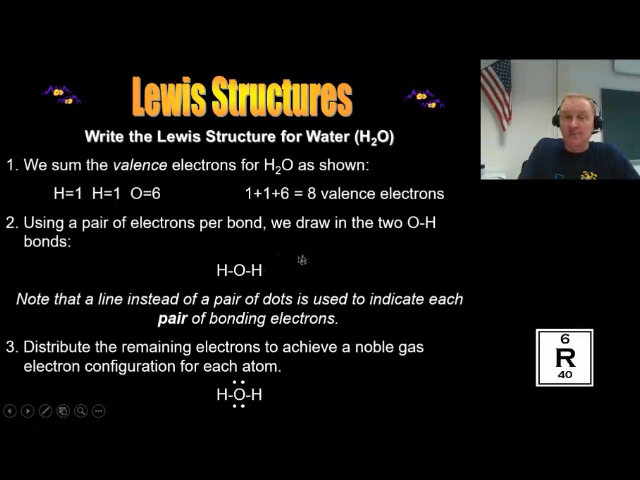 Lewis Structures
Write the Lewis Structure for Water (H₂O)
1. We sum the valence electrons for H₂O as shown:
H=1 H=1 O=6 1+1+6 = 8 valence electrons
2. Using a pair of electrons per bond, we draw in the two O-H
bonds:
H-O-H
Note that a line instead of a pair of dots is used to indicate each
pair of bonding electrons.
3. Distribute the remaining electrons to achieve a noble gas
electron configuration for each atom.
H-O-H
6
R
40